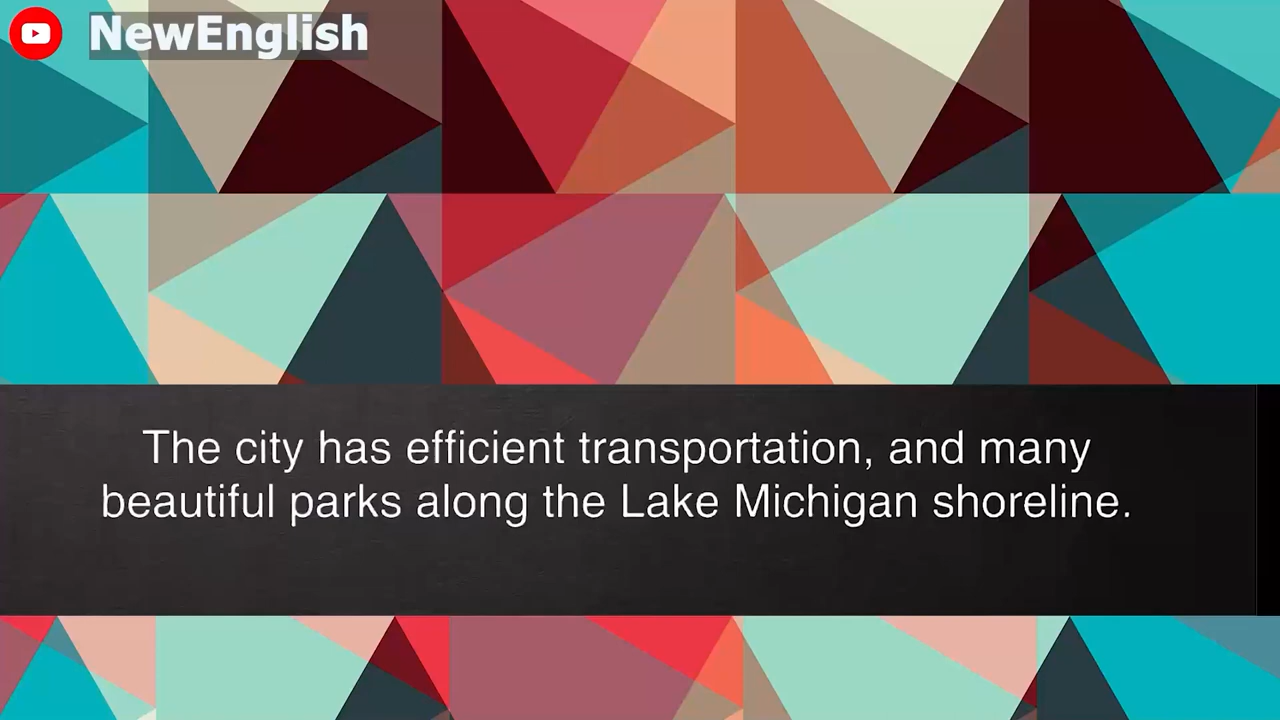 NewEnglish
The city has efficient transportation, and many
beautiful parks along the Lake Michigan shoreline.